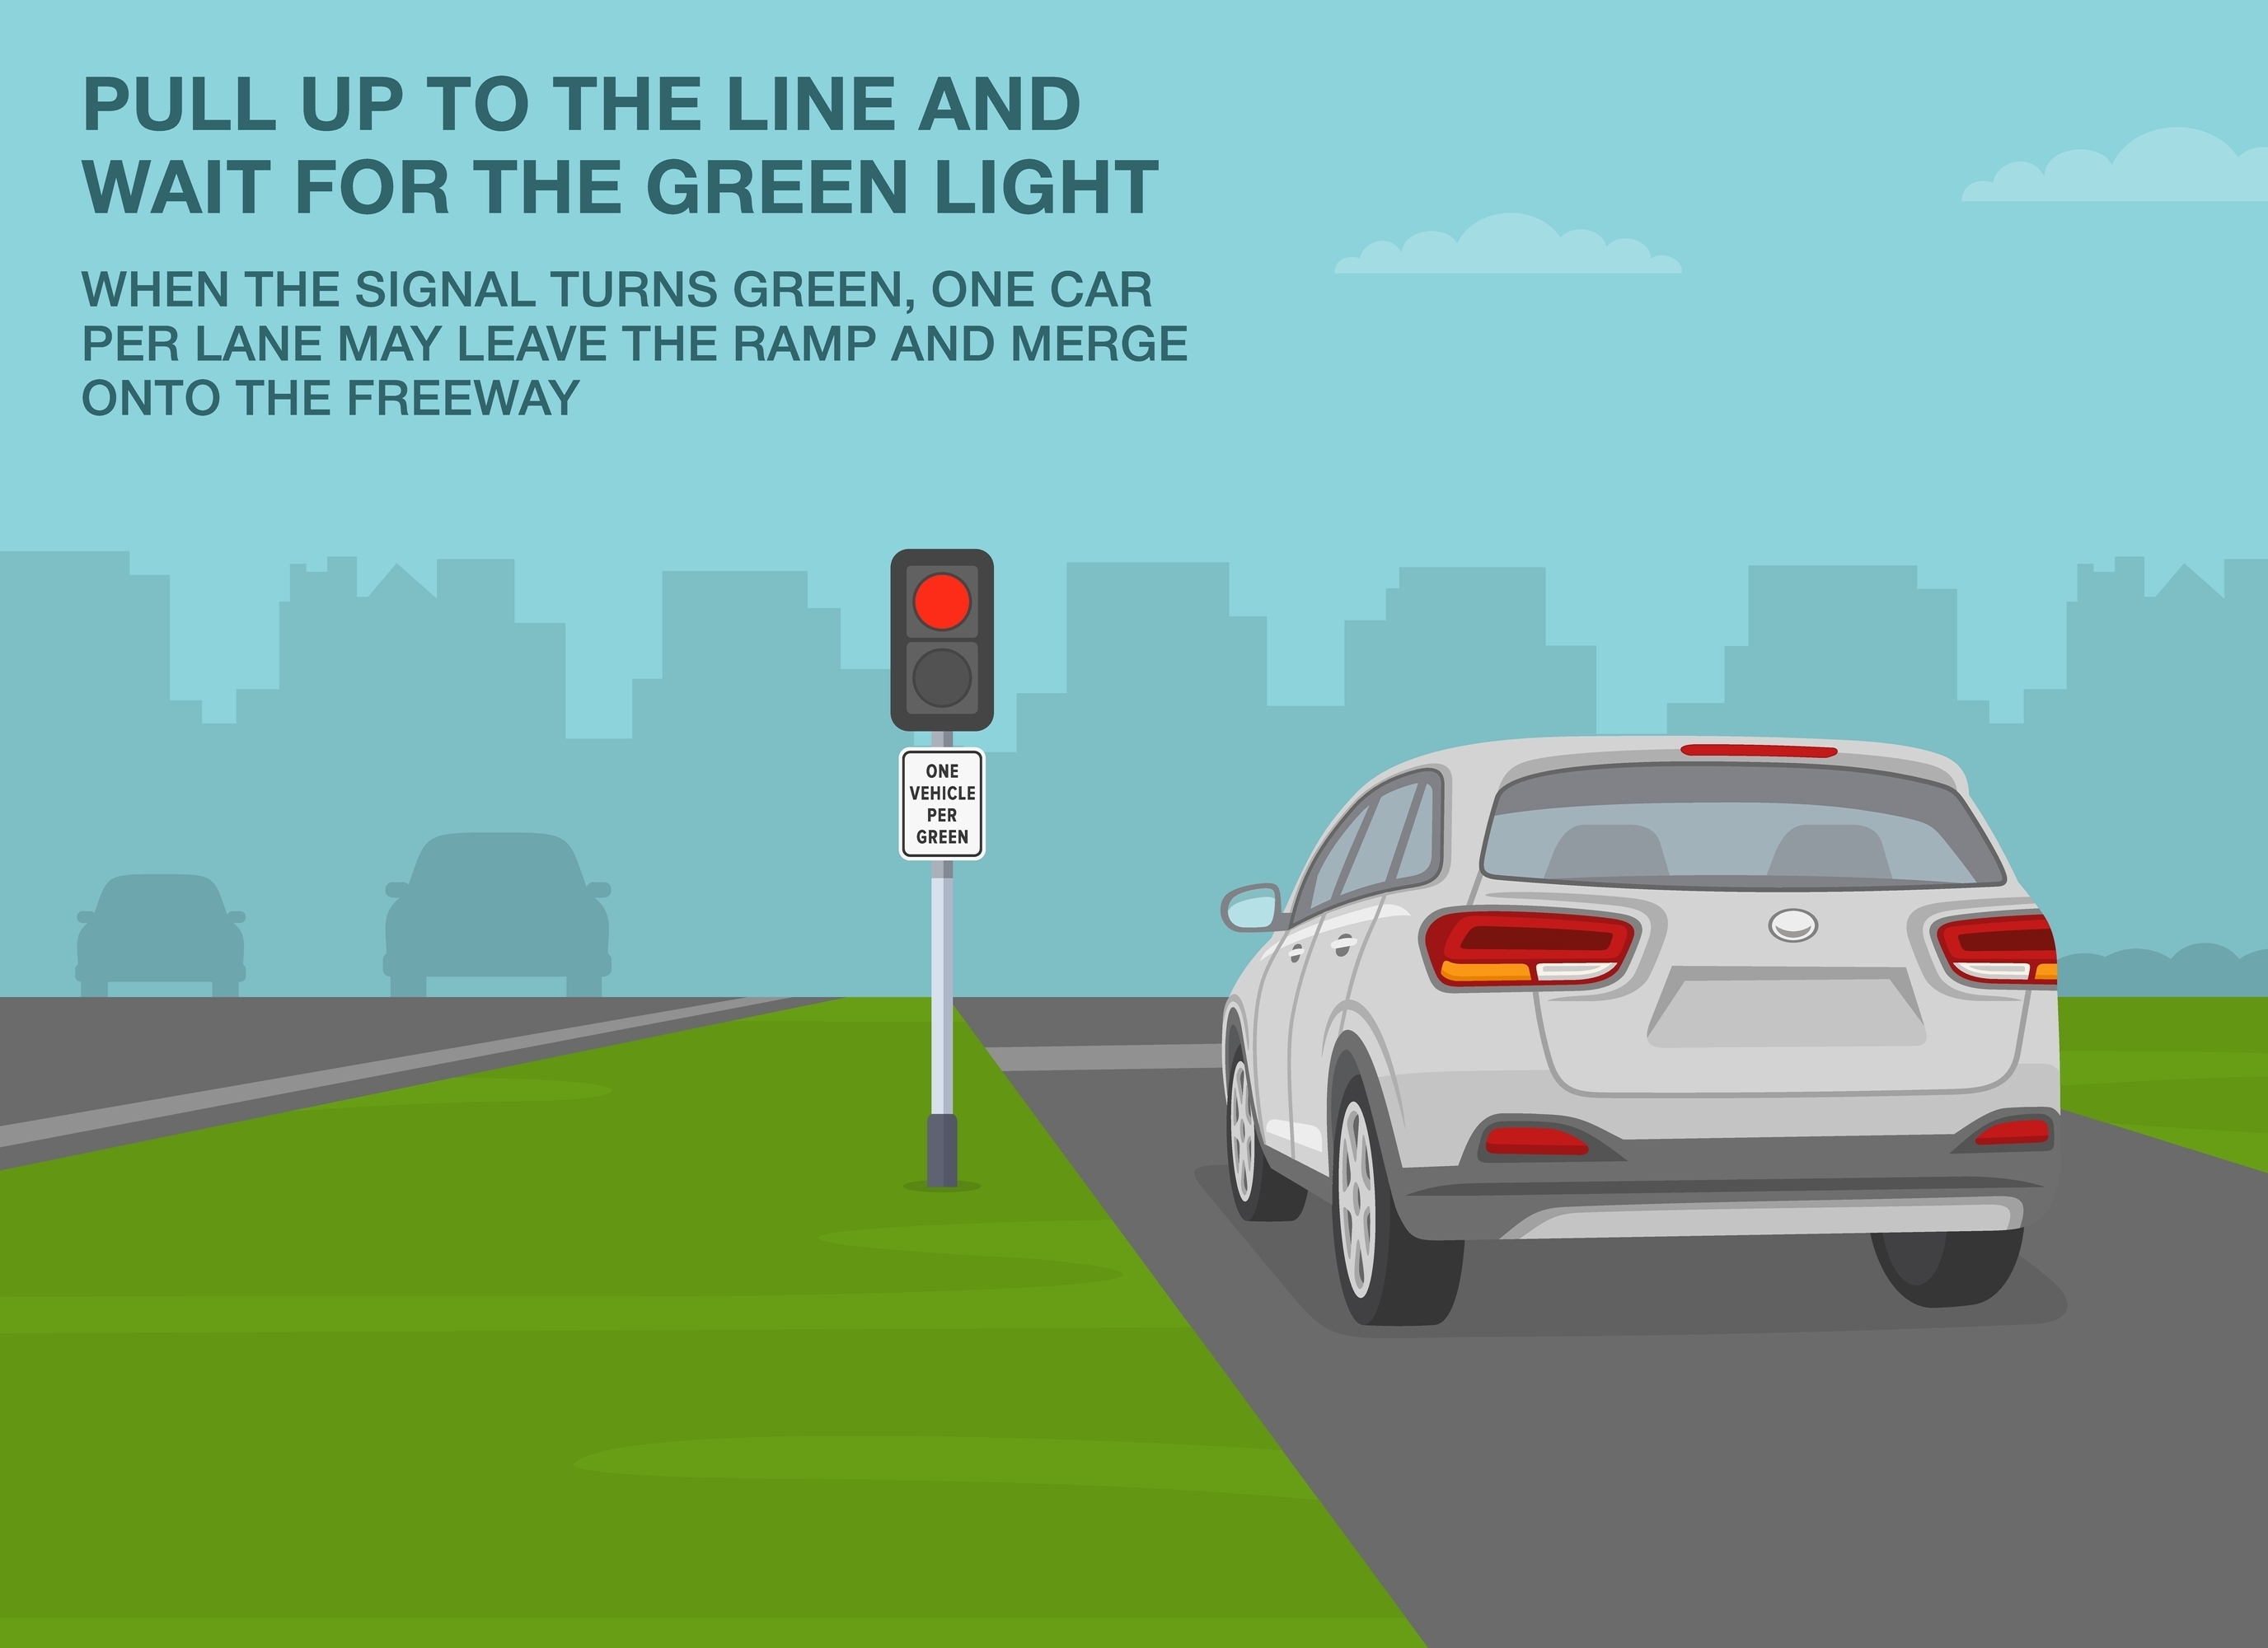 PULL UP TO THE LINE AND
WAIT FOR THE GREEN LIGHT
WHEN THE SIGNAL TURNS GREEN, ONE CAR
PER LANE MAY LEAVE THE RAMP AND MERGE
ONTO THE FREEWAY
ONE
VEHICLE
PER
GREEN